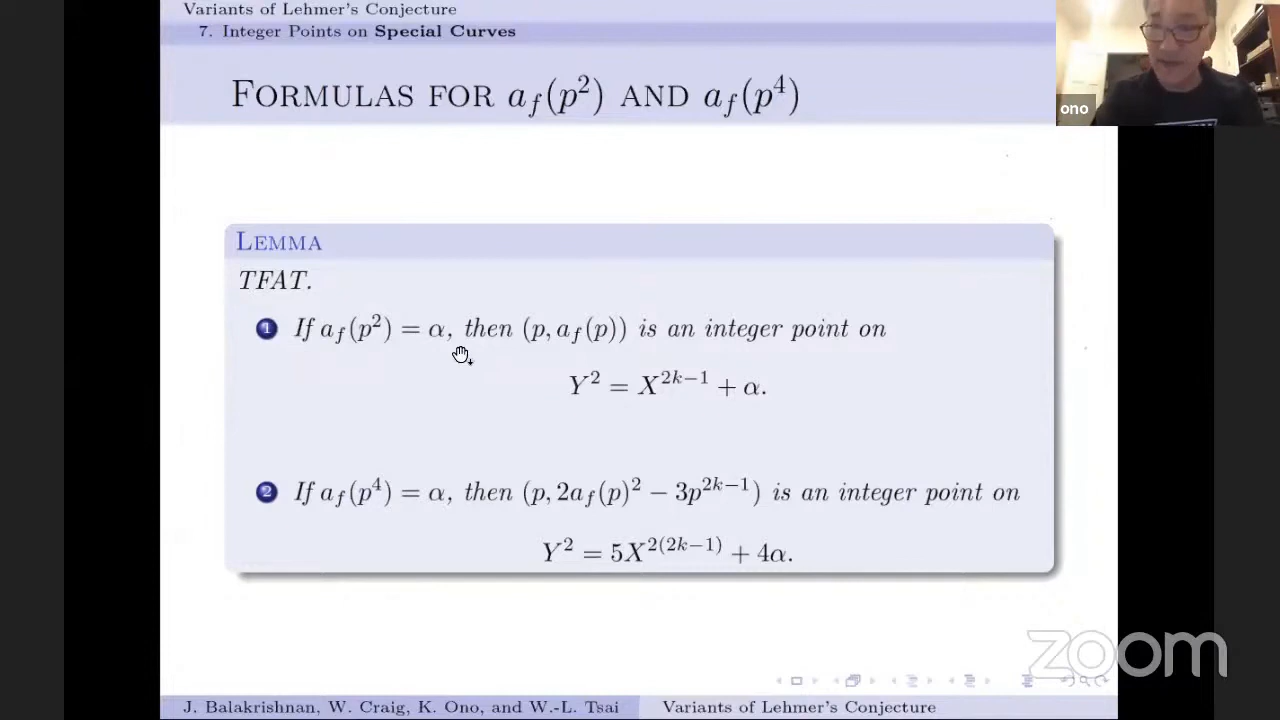 Variants of Lehmer's Conjecture
7. Integer Points on Special Curves
FORMULAS FOR a_f(p^2) AND a_f(p^4)
ono
LEMMA
TFAT.
1 If a_f(p^2) = α, then (p, a_f(p)) is an integer point on
Y^2 = X^{2k−1} + α.
2 If a_f(p^4) = α, then (p, 2a_f(p)^2 − 3p^{2k−1}) is an integer point on
Y^2 = 5X^{2(2k−1)} + 4α.
zoom
J. Balakrishnan, W. Craig, K. Ono, and W.-L. Tsai
Variants of Lehmer's Conjecture